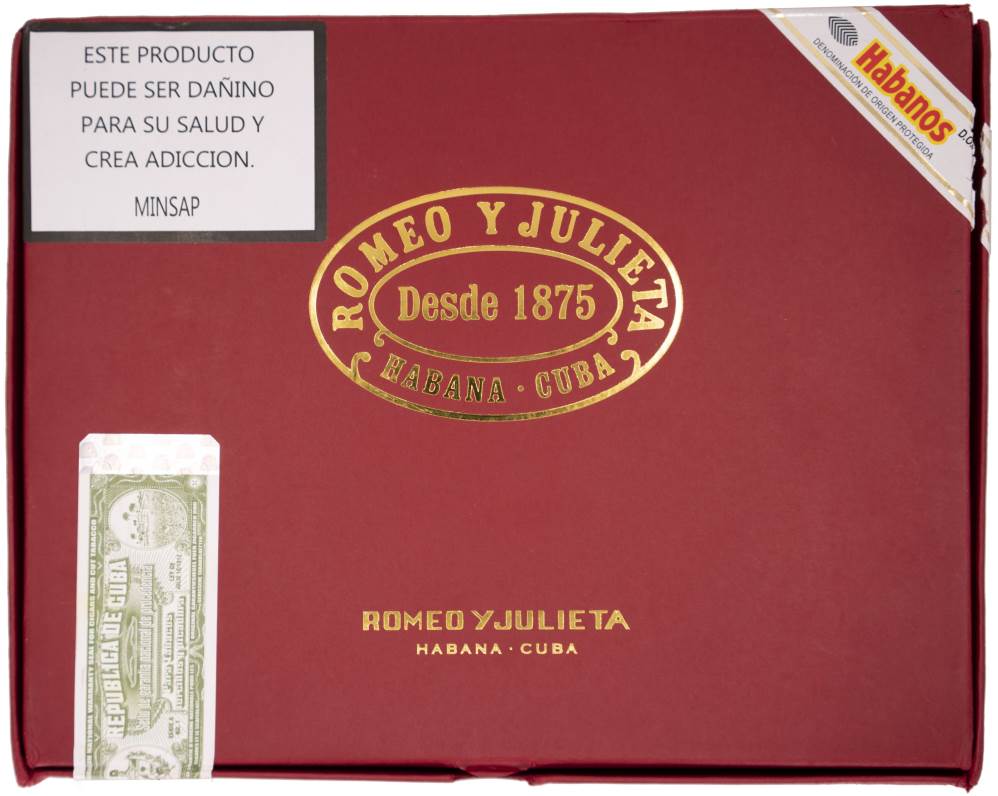 ESTE PRODUCTO
PUEDE SER DAÑINO
PARA SU SALUD Y
CREA ADICCION.
MINSAP
Habanos
DENOMINACIÓN DE ORIGEN PROTEGIDA
ROMEO Y JULIETA
Desde 1875
HABANA · CUBA
REPUBLICA DE CUBA
ROMEO Y JULIETA
HABANA · CUBA